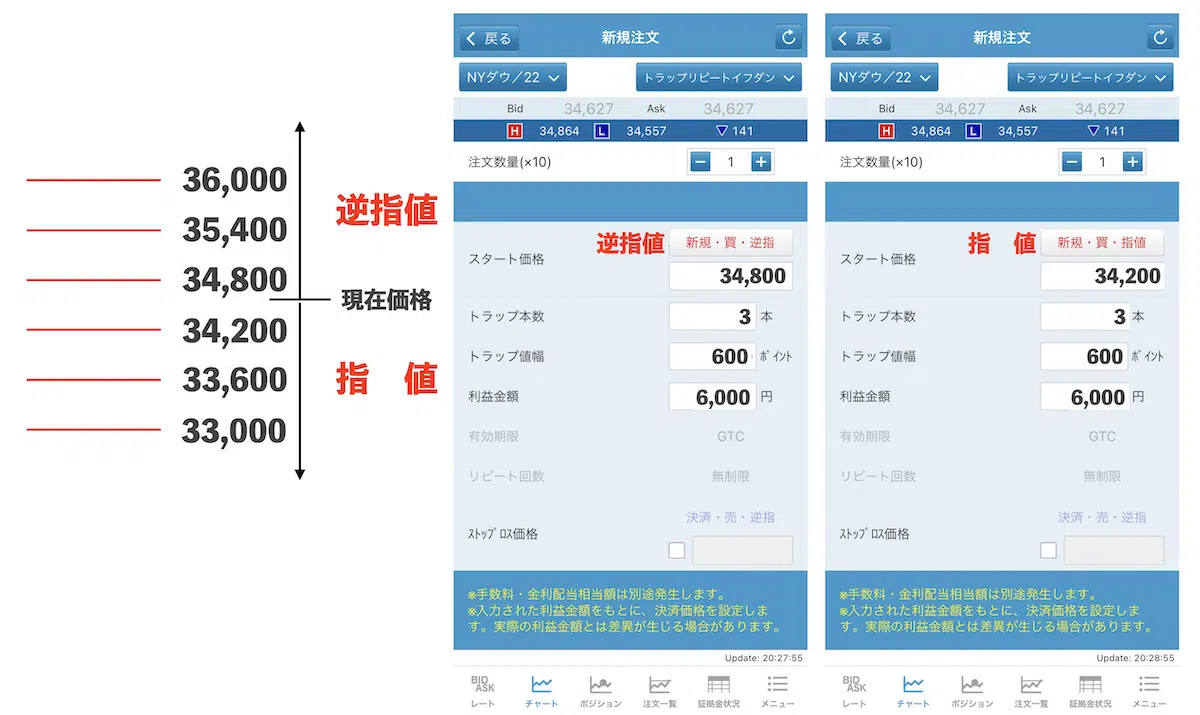 36,000
35,400
34,800
34,200
33,600
33,000
逆指値
現在価格
指 値
戻る
新規注文
NYダウ／22
トラップリピートイフダン
Bid 34,627 Ask 34,627
H 34,864 L 34,557 ▽141
注文数量(×10)
1
スタート価格
逆指値
新規・買・逆指
34,800
トラップ本数
3 本
トラップ値幅
600 ﾎﾟｲﾝﾄ
利益金額
6,000 円
有効期限
GTC
リピート回数
無制限
ｽﾄｯﾌﾟﾛｽ価格
決済・売・逆指
※手数料・金利配当相当額は別途発生します。
※入力された利益金額をもとに、決済価格を設定しま
す。実際の利益金額とは差異が生じる場合があります。
Update: 20:27:55
BID
ASK
レート
チャート
ポジション
注文一覧
証拠金状況
メニュー
戻る
新規注文
NYダウ／22
トラップリピートイフダン
Bid 34,627 Ask 34,627
H 34,864 L 34,557 ▽141
注文数量(×10)
1
スタート価格
指 値
新規・買・指値
34,200
トラップ本数
3 本
トラップ値幅
600 ﾎﾟｲﾝﾄ
利益金額
6,000 円
有効期限
GTC
リピート回数
無制限
ｽﾄｯﾌﾟﾛｽ価格
決済・売・逆指
※手数料・金利配当相当額は別途発生します。
※入力された利益金額をもとに、決済価格を設定しま
す。実際の利益金額とは差異が生じる場合があります。
Update: 20:28:55
BID
ASK
レート
チャート
ポジション
注文一覧
証拠金状況
メニュー